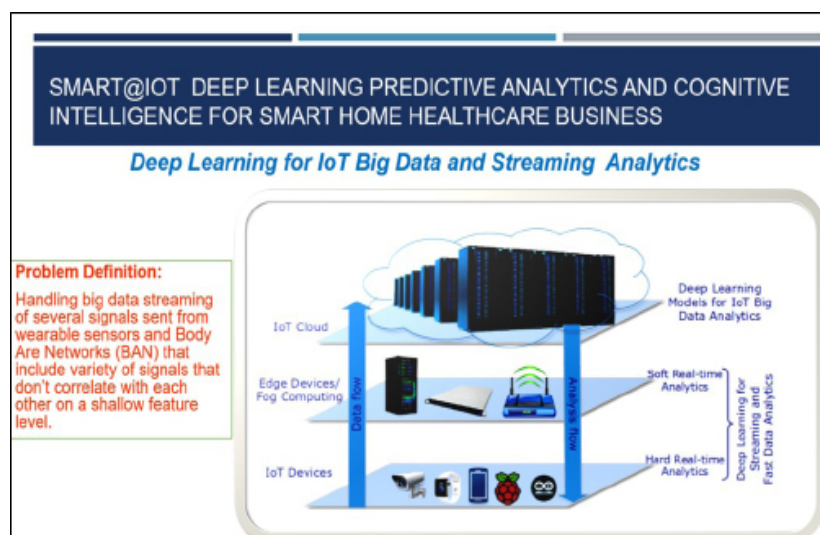 SMART@IOT DEEP LEARNING PREDICTIVE ANALYTICS AND COGNITIVE
INTELLIGENCE FOR SMART HOME HEALTHCARE BUSINESS
Deep Learning for IoT Big Data and Streaming Analytics
Problem Definition:
Handling big data streaming
of several signals sent from
wearable sensors and Body
Are Networks (BAN) that
include variety of signals that
don't correlate with each
other on a shallow feature
level.
IoT Cloud
Edge Devices/
Fog Computing
IoT Devices
Data flow
Analysis flow
Deep Learning
Models for IoT Big
Data Analytics
Soft Real-time
Analytics
Hard Real-time
Analytics
Deep Learning for
Streaming and
Fast Data Analytics